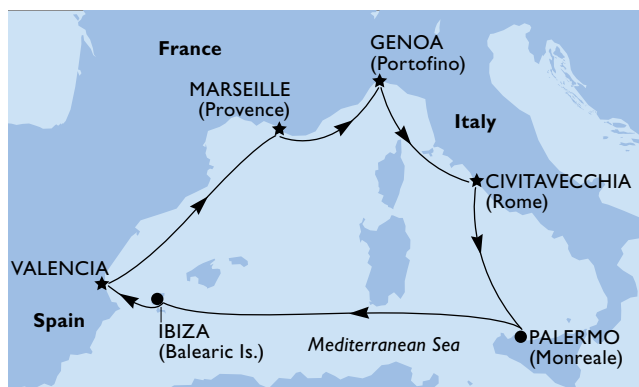 France
GENOA
(Portofino)
MARSEILLE
(Provence)
Italy
CIVITAVECCHIA
(Rome)
VALENCIA
Spain
IBIZA
(Balearic Is.)
Mediterranean Sea
PALERMO
(Monreale)